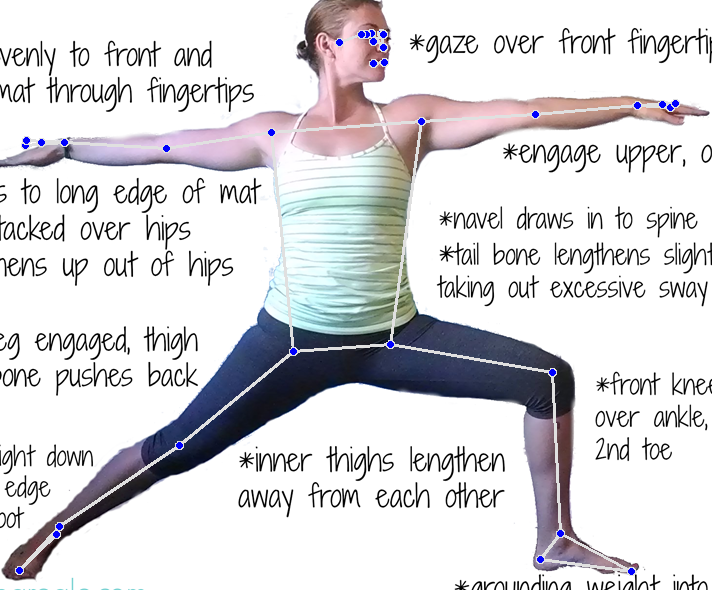 venly to front and
mat through fingertips
*gaze over front fingertip
*engage upper, o
s to long edge of mat
tacked over hips
hens up out of hips
*navel draws in to spine
*tail bone lengthens slight
taking out excessive sway
eg engaged, thigh
bone pushes back
*front knee
over ankle,
2nd toe
ight down
edge
oot
*inner thighs lengthen
away from each other
*grounding weight into